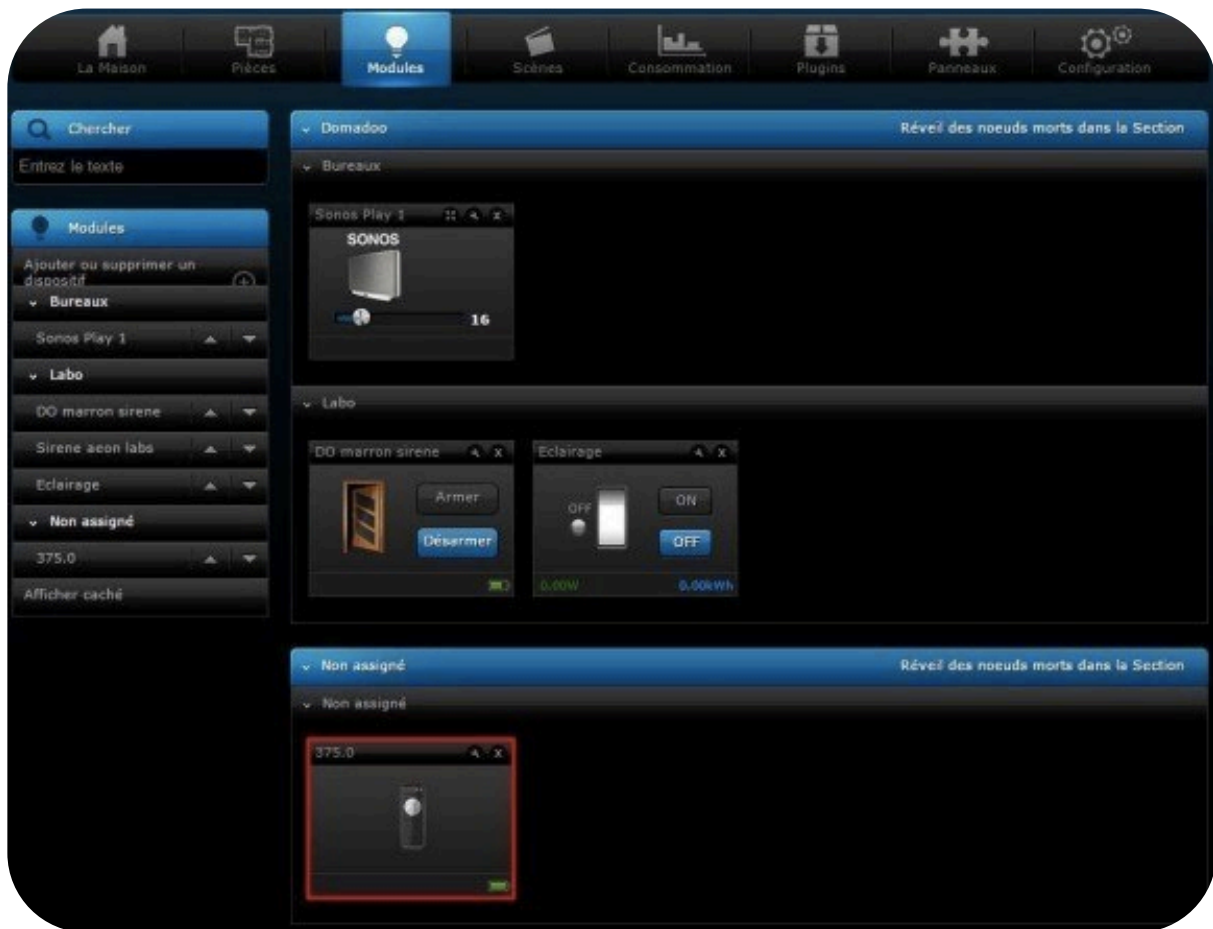 La Maison
Pièces
Modules
Scènes
Consommation
Plugins
Panneaux
Configuration
Chercher
Entrez le texte
Modules
Ajouter ou supprimer un
dispositif
Bureaux
Sonos Play 1
Labo
DO marron sirene
Sirene aeon labs
Eclairage
Non assigné
375.0
Afficher caché
Domadoo
Réveil des noeuds morts dans la Section
Bureaux
Sonos Play 1
SONOS
16
Labo
DO marron sirene
Armer
Désarmer
Eclairage
OFF
ON
OFF
0.00W
0.00kWh
Non assigné
Réveil des noeuds morts dans la Section
Non assigné
375.0